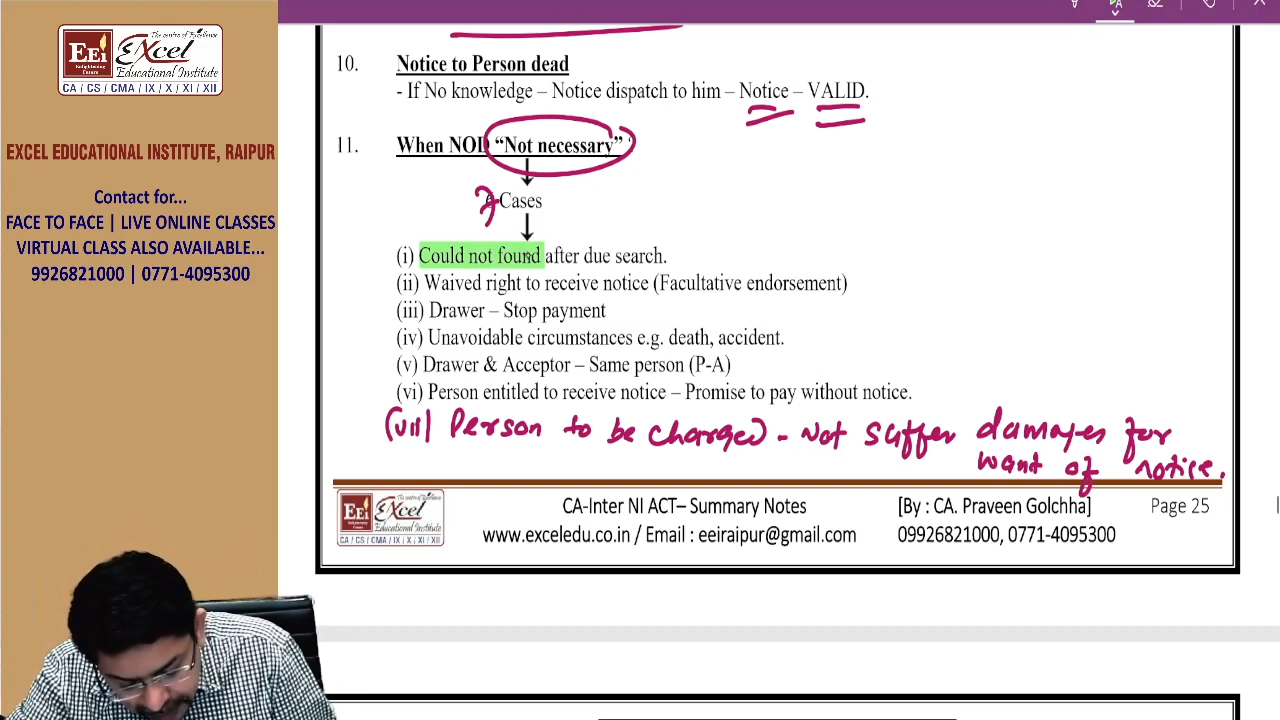 The centre of Excellence
EEi Excel
Enlightening Careers
Educational Institute
CA / CS / CMA / IX / X / XI / XII
EXCEL EDUCATIONAL INSTITUTE, RAIPUR
Contact for...
FACE TO FACE | LIVE ONLINE CLASSES
VIRTUAL CLASS ALSO AVAILABLE...
9926821000 | 0771-4095300
10. Notice to Person dead
- If No knowledge – Notice dispatch to him – Notice – VALID.
11. When NOD “Not necessary”
7 Cases
(i) Could not found after due search.
(ii) Waived right to receive notice (Facultative endorsement)
(iii) Drawer – Stop payment
(iv) Unavoidable circumstances e.g. death, accident.
(v) Drawer & Acceptor – Same person (P-A)
(vi) Person entitled to receive notice – Promise to pay without notice.
(vii) Person to be charged - Not suffer damages for
want of notice.
EEi Excel
Educational Institute
CA / CS / CMA / IX / X / XI / XII
CA-Inter NI ACT– Summary Notes [By : CA. Praveen Golchha] Page 25
www.exceledu.co.in / Email : eeiraipur@gmail.com 09926821000, 0771-4095300